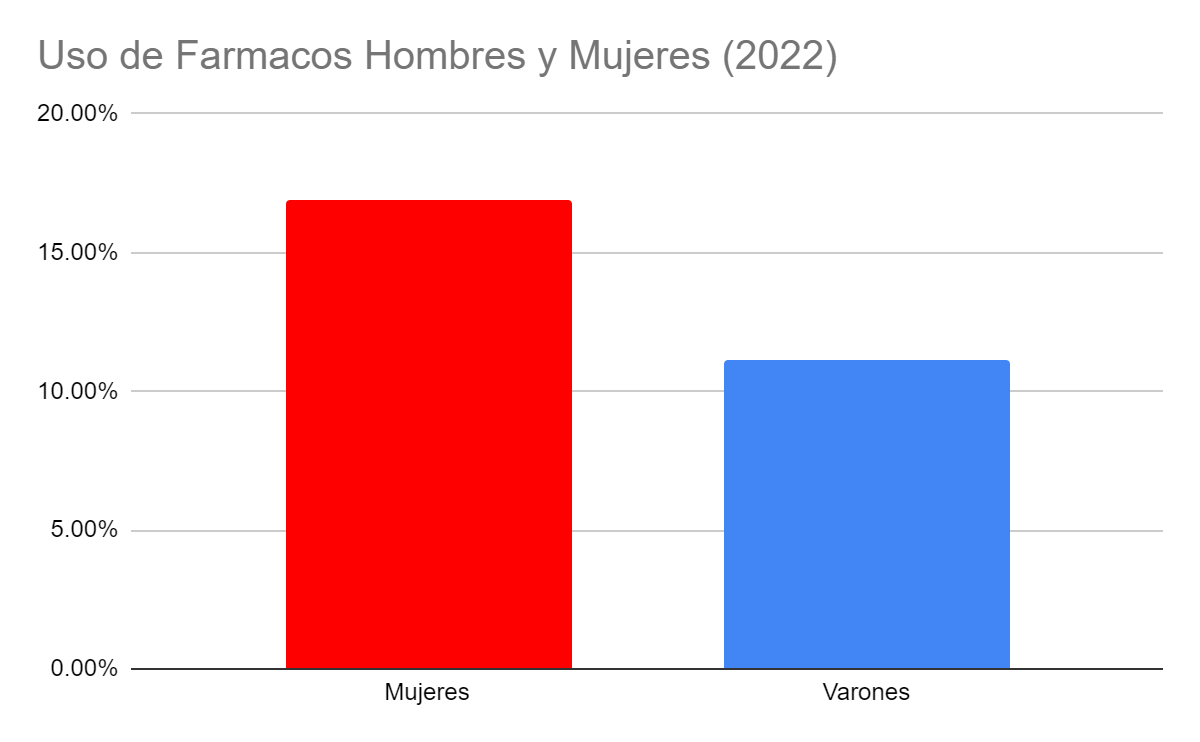 Uso de Farmacos Hombres y Mujeres (2022)
20.00%
15.00%
10.00%
5.00%
0.00%
Mujeres
Varones